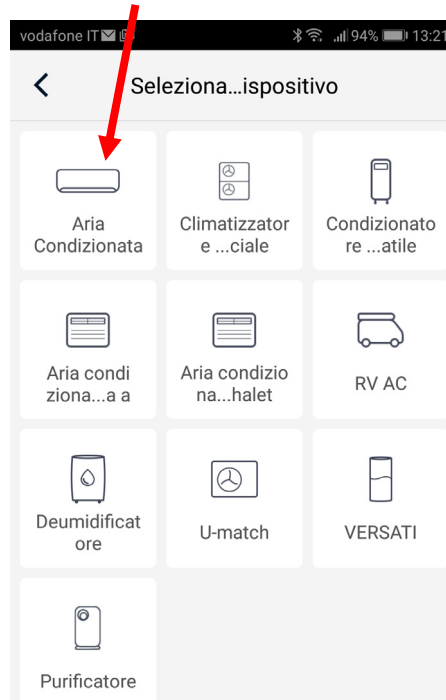 vodafone IT 94% 13:21
Seleziona...ispositivo
Aria
Condizionata
Climatizzator
e ...ciale
Condizionato
re ...atile
Aria condi
ziona...a a
Aria condizio
na...halet
RV AC
Deumidificat
ore
U-match
VERSATI
Purificatore